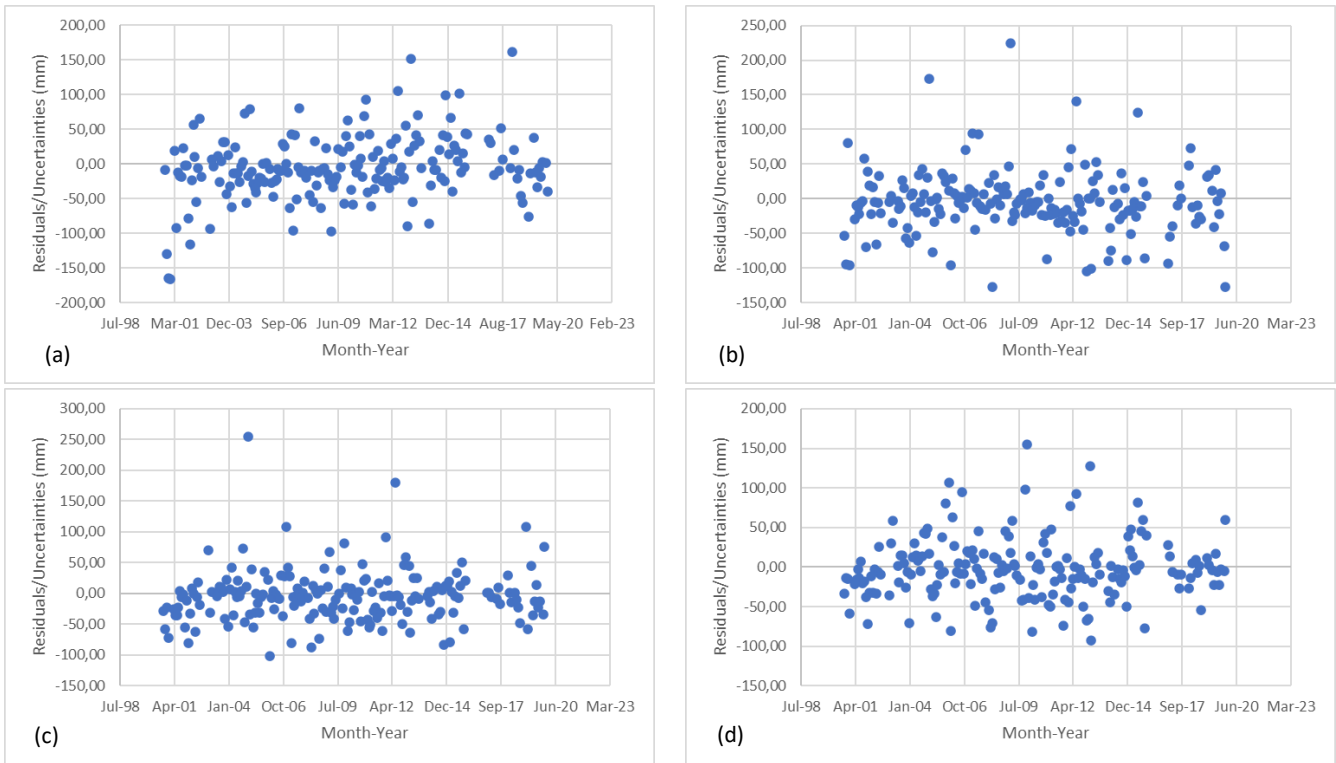 200,00
150,00
100,00
50,00
0,00
-50,00
-100,00
-150,00
-200,00
Residuals/Uncertainties (mm)
Jul-98 Mar-01 Dec-03 Sep-06 Jun-09 Mar-12 Dec-14 Aug-17 May-20 Feb-23
Month-Year
(a)
250,00
200,00
150,00
100,00
50,00
0,00
-50,00
-100,00
-150,00
Residuals/Uncertainties (mm)
Jul-98 Apr-01 Jan-04 Oct-06 Jul-09 Apr-12 Dec-14 Sep-17 Jun-20 Mar-23
Month-Year
(b)
300,00
250,00
200,00
150,00
100,00
50,00
0,00
-50,00
-100,00
-150,00
Residuals/Uncertainties (mm)
Jul-98 Apr-01 Jan-04 Oct-06 Jul-09 Apr-12 Dec-14 Sep-17 Jun-20 Mar-23
Month-Year
(c)
200,00
150,00
100,00
50,00
0,00
-50,00
-100,00
-150,00
Residuals/Uncertainties (mm)
Jul-98 Apr-01 Jan-04 Oct-06 Jul-09 Apr-12 Dec-14 Sep-17 Jun-20 Mar-23
Month-Year
(d)